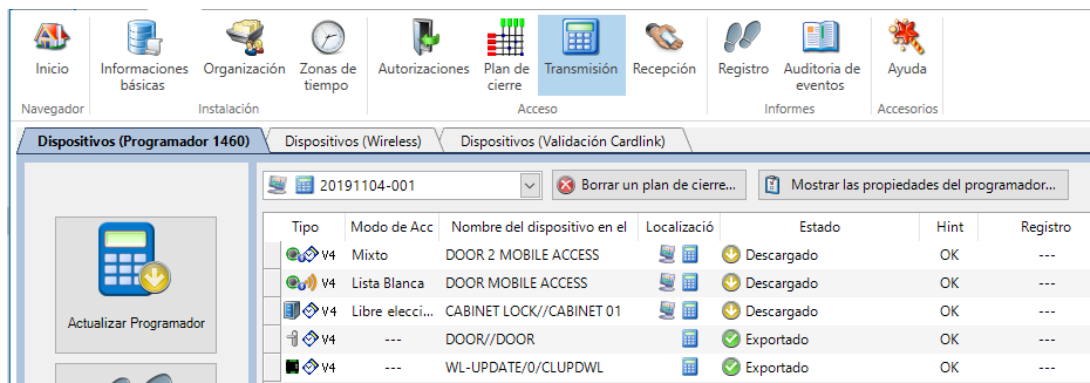 Inicio
Informaciones básicas
Organización
Zonas de tiempo
Autorizaciones
Plan de cierre
Transmisión
Recepción
Registro
Auditoria de eventos
Ayuda
Navegador
Instalación
Acceso
Informes
Accesorios
Dispositivos (Programador 1460)
Dispositivos (Wireless)
Dispositivos (Validación Cardlink)
20191104-001
Borrar un plan de cierre...
Mostrar las propiedades del programador...
Actualizar Programador
Tipo Modo de Acc Nombre del dispositivo en el Localizació Estado Hint Registro
V4 Mixto DOOR 2 MOBILE ACCESS Descargado OK ---
V4 Lista Blanca DOOR MOBILE ACCESS Descargado OK ---
V4 Libre elecci... CABINET LOCK//CABINET 01 Descargado OK ---
V4 --- DOOR//DOOR Exportado OK ---
V4 --- WL-UPDATE/0/CLUPDWL Exportado OK ---